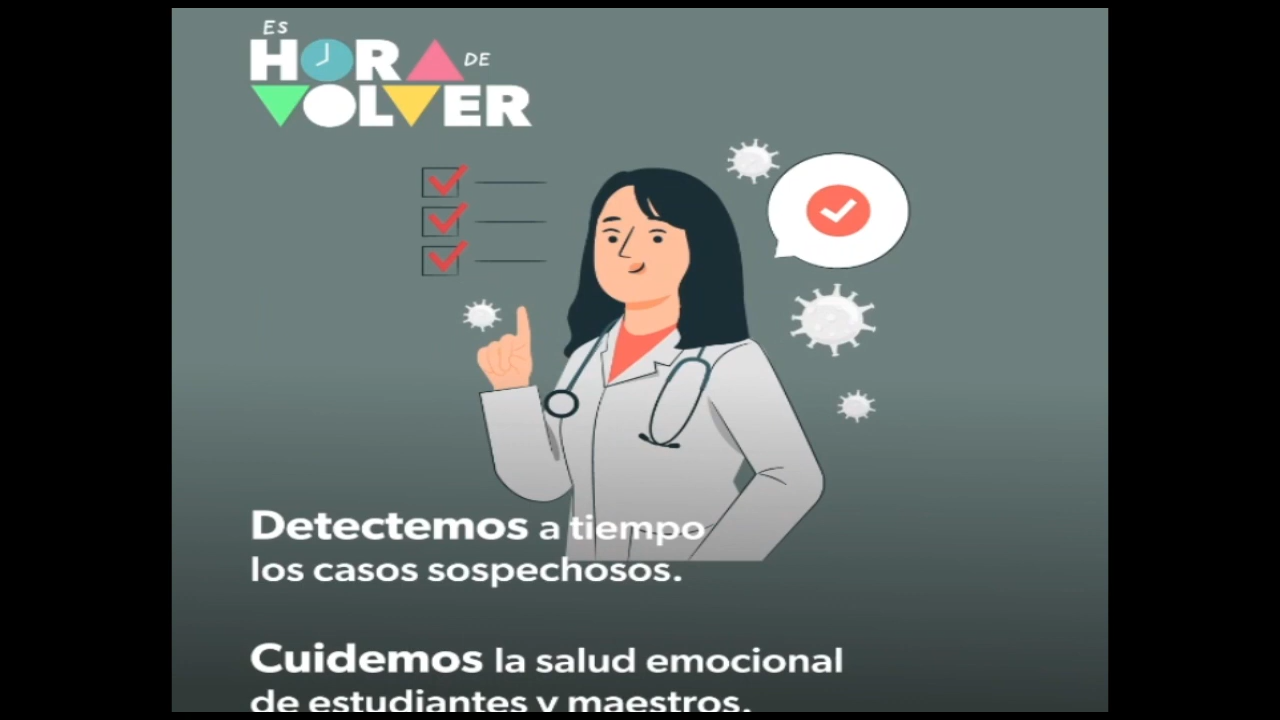 Es
HORA DE
VOLVER
Detectemos a tiempo
los casos sospechosos.
Cuidemos la salud emocional
de estudiantes y maestros.